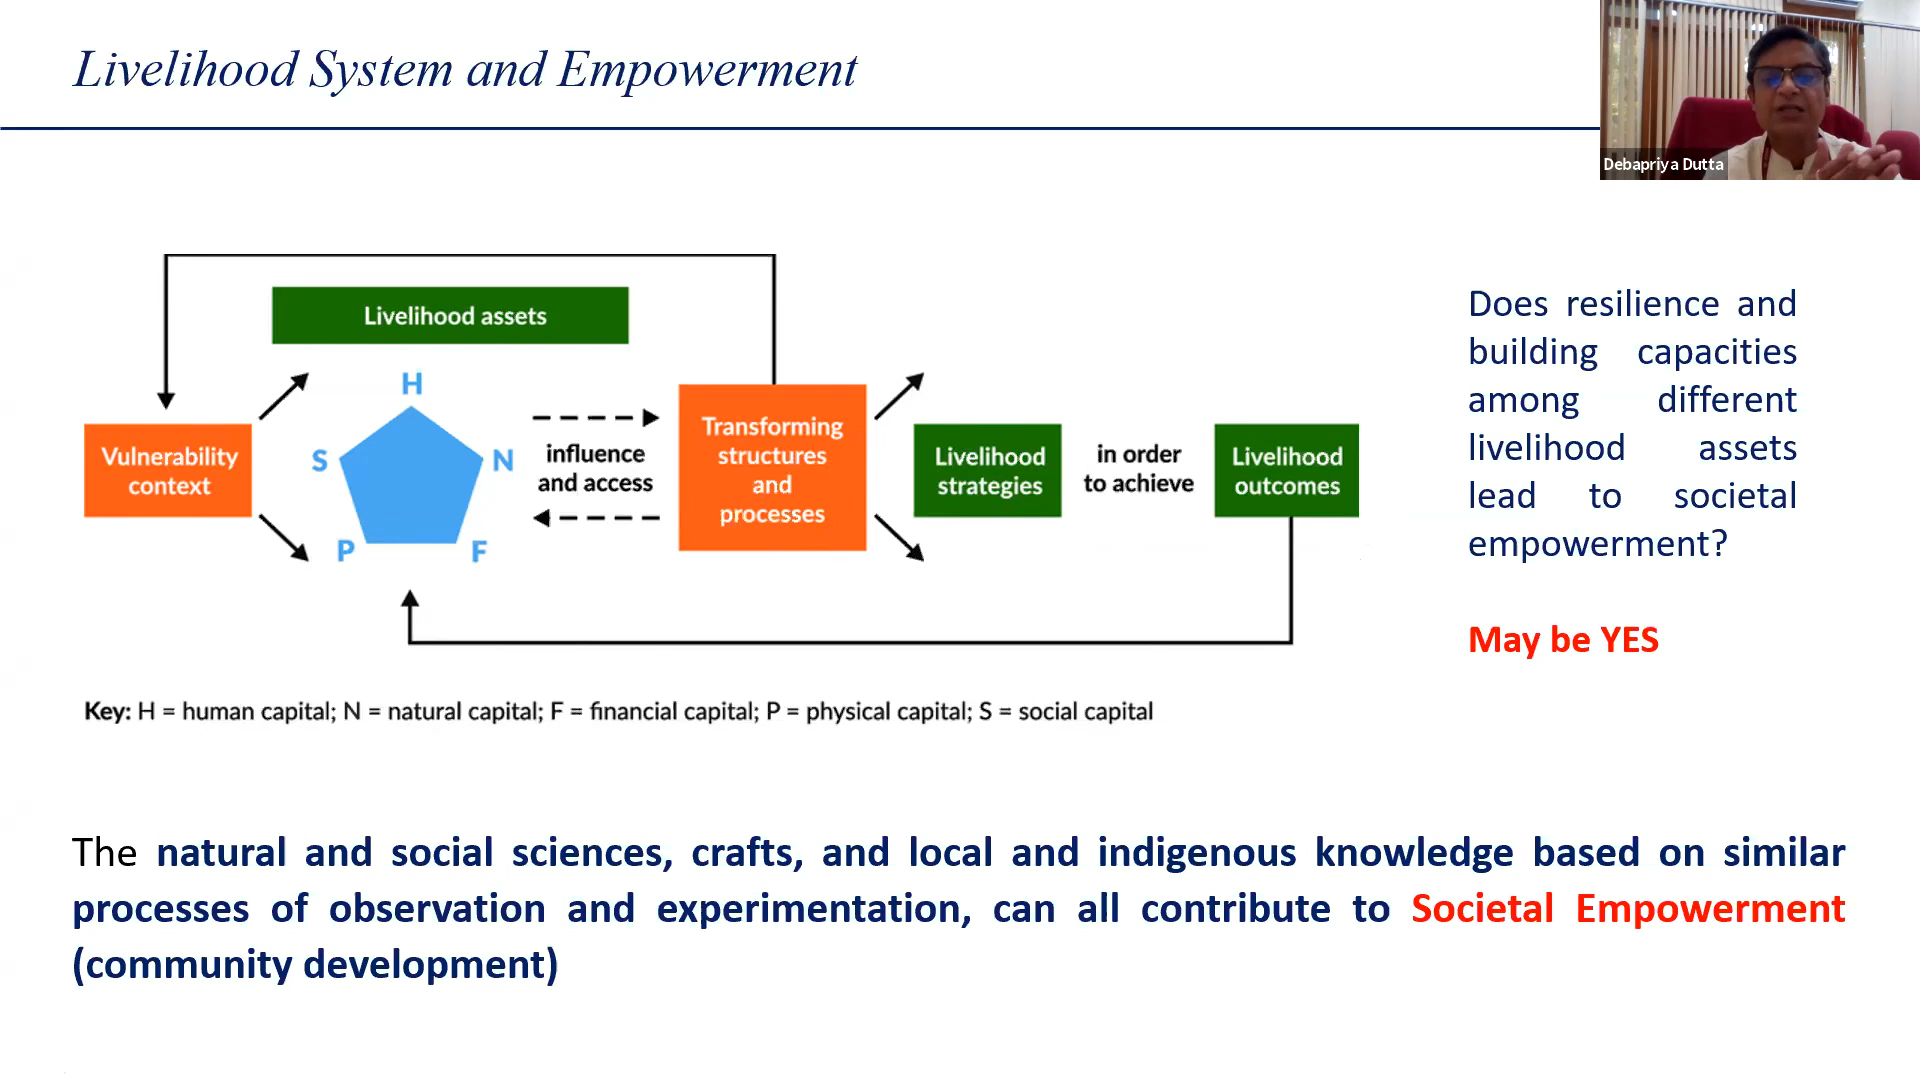 Livelihood System and Empowerment
Debapriya Dutta
Livelihood assets
H
S
N
P
F
Vulnerability
context
influence
and access
Transforming
structures
and
processes
Livelihood
strategies
in order
to achieve
Livelihood
outcomes
Key: H = human capital; N = natural capital; F = financial capital; P = physical capital; S = social capital
Does resilience and
building capacities
among different
livelihood assets
lead to societal
empowerment?
May be YES
The natural and social sciences, crafts, and local and indigenous knowledge based on similar
processes of observation and experimentation, can all contribute to Societal Empowerment
(community development)